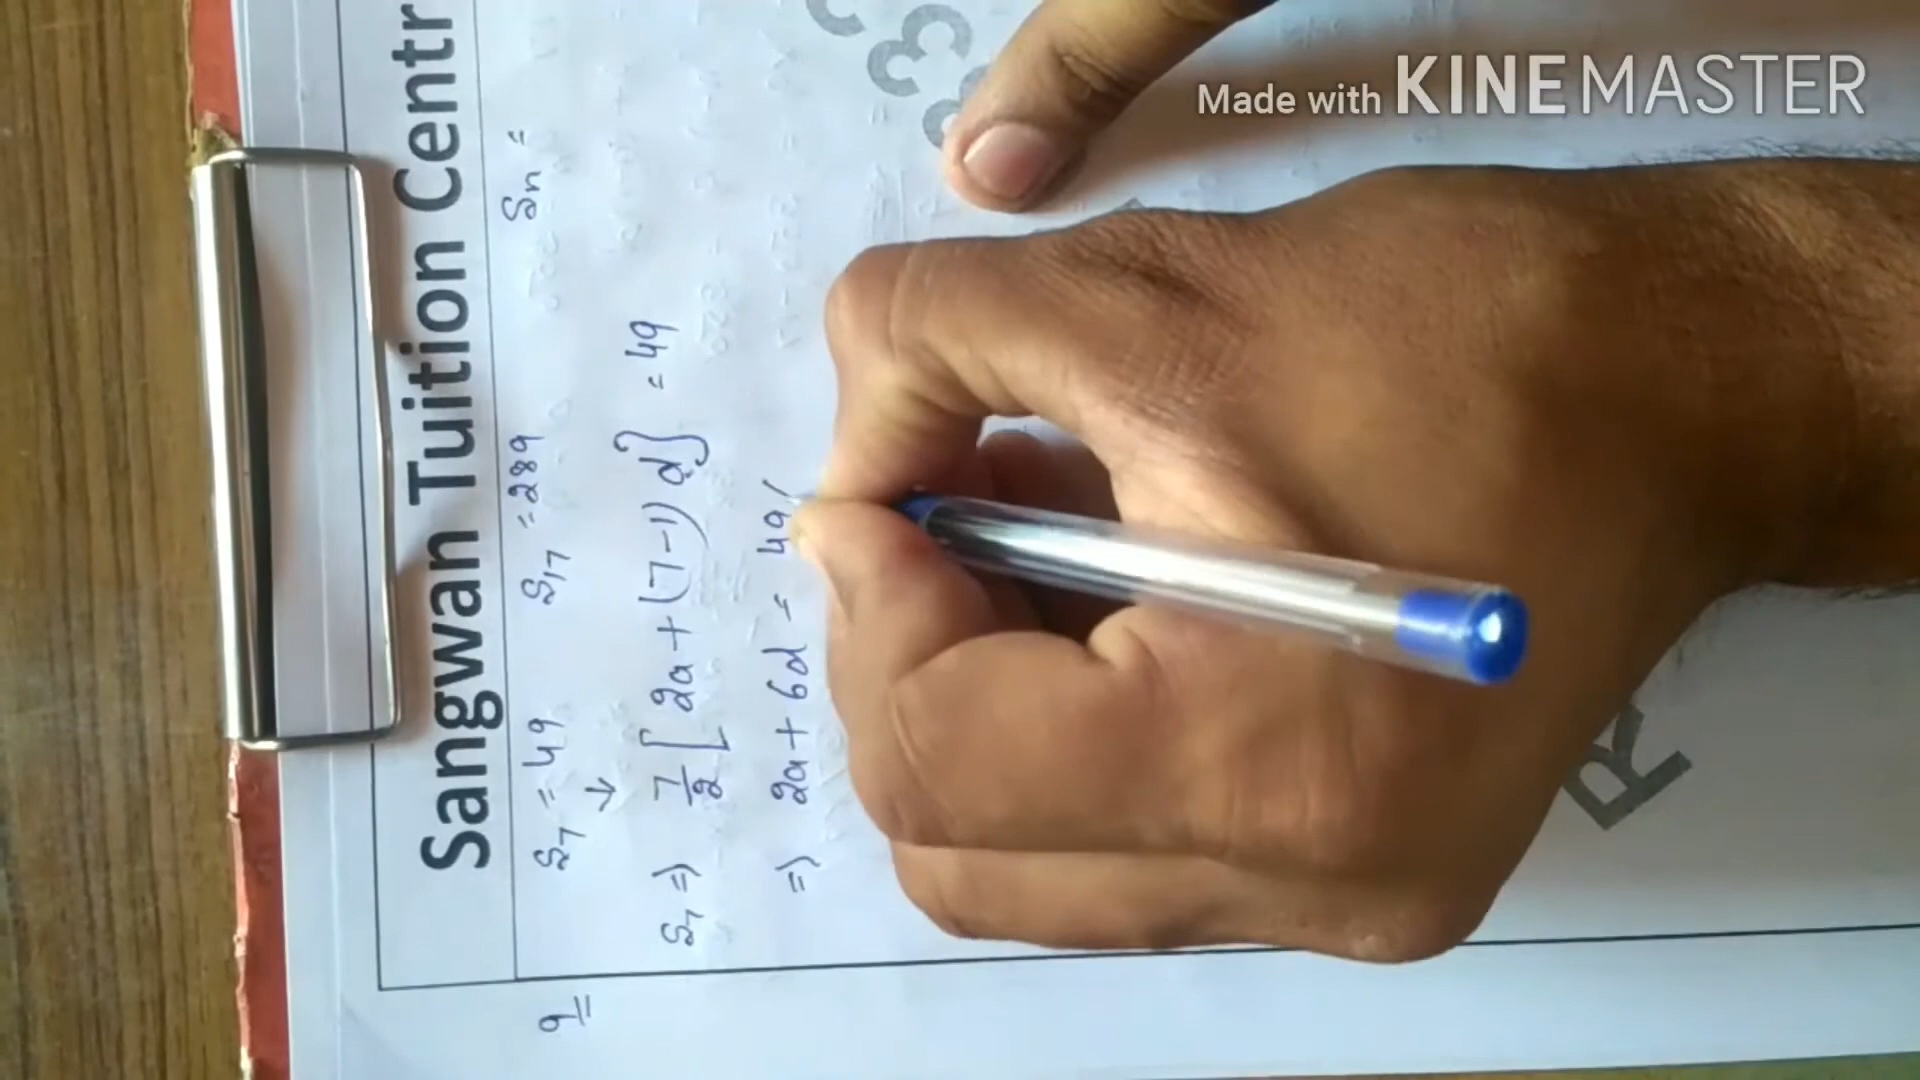 Made with KINEMASTER
Sangwan Tuition Centr
9 S₇ = 49 S₁₇ = 289 Sₙ =
↓
S₇ ⇒ 7/2 [2a + (7-1) d] = 49
⇒ 2a + 6d = 49
R